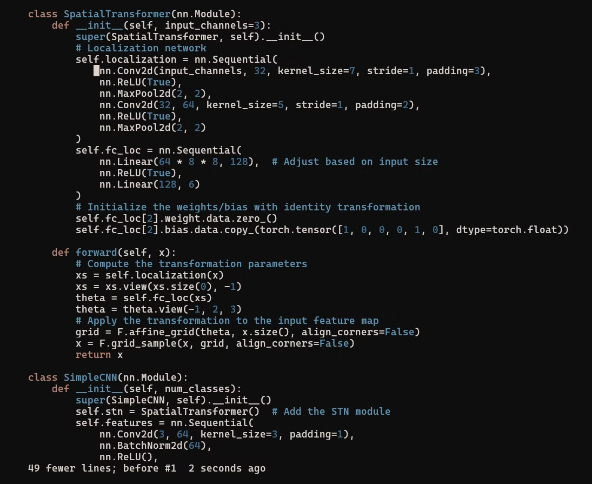 class SpatialTransformer(nn.Module):
    def __init__(self, input_channels=3):
        super(SpatialTransformer, self).__init__()
        # Localization network
        self.localization = nn.Sequential(
            nn.Conv2d(input_channels, 32, kernel_size=7, stride=1, padding=3),
            nn.ReLU(True),
            nn.MaxPool2d(2, 2),
            nn.Conv2d(32, 64, kernel_size=5, stride=1, padding=2),
            nn.ReLU(True),
            nn.MaxPool2d(2, 2)
        )
        self.fc_loc = nn.Sequential(
            nn.Linear(64 * 8 * 8, 128),  # Adjust based on input size
            nn.ReLU(True),
            nn.Linear(128, 6)
        )
        # Initialize the weights/bias with identity transformation
        self.fc_loc[2].weight.data.zero_()
        self.fc_loc[2].bias.data.copy_(torch.tensor([1, 0, 0, 0, 1, 0], dtype=torch.float))
    def forward(self, x):
        # Compute the transformation parameters
        xs = self.localization(x)
        xs = xs.view(xs.size(0), -1)
        theta = self.fc_loc(xs)
        theta = theta.view(-1, 2, 3)
        # Apply the transformation to the input feature map
        grid = F.affine_grid(theta, x.size(), align_corners=False)
        x = F.grid_sample(x, grid, align_corners=False)
        return x
class SimpleCNN(nn.Module):
    def __init__(self, num_classes):
        super(SimpleCNN, self).__init__()
        self.stn = SpatialTransformer()  # Add the STN module
        self.features = nn.Sequential(
            nn.Conv2d(3, 64, kernel_size=3, padding=1),
            nn.BatchNorm2d(64),
            nn.ReLU(),
49 fewer lines; before #1  2 seconds ago